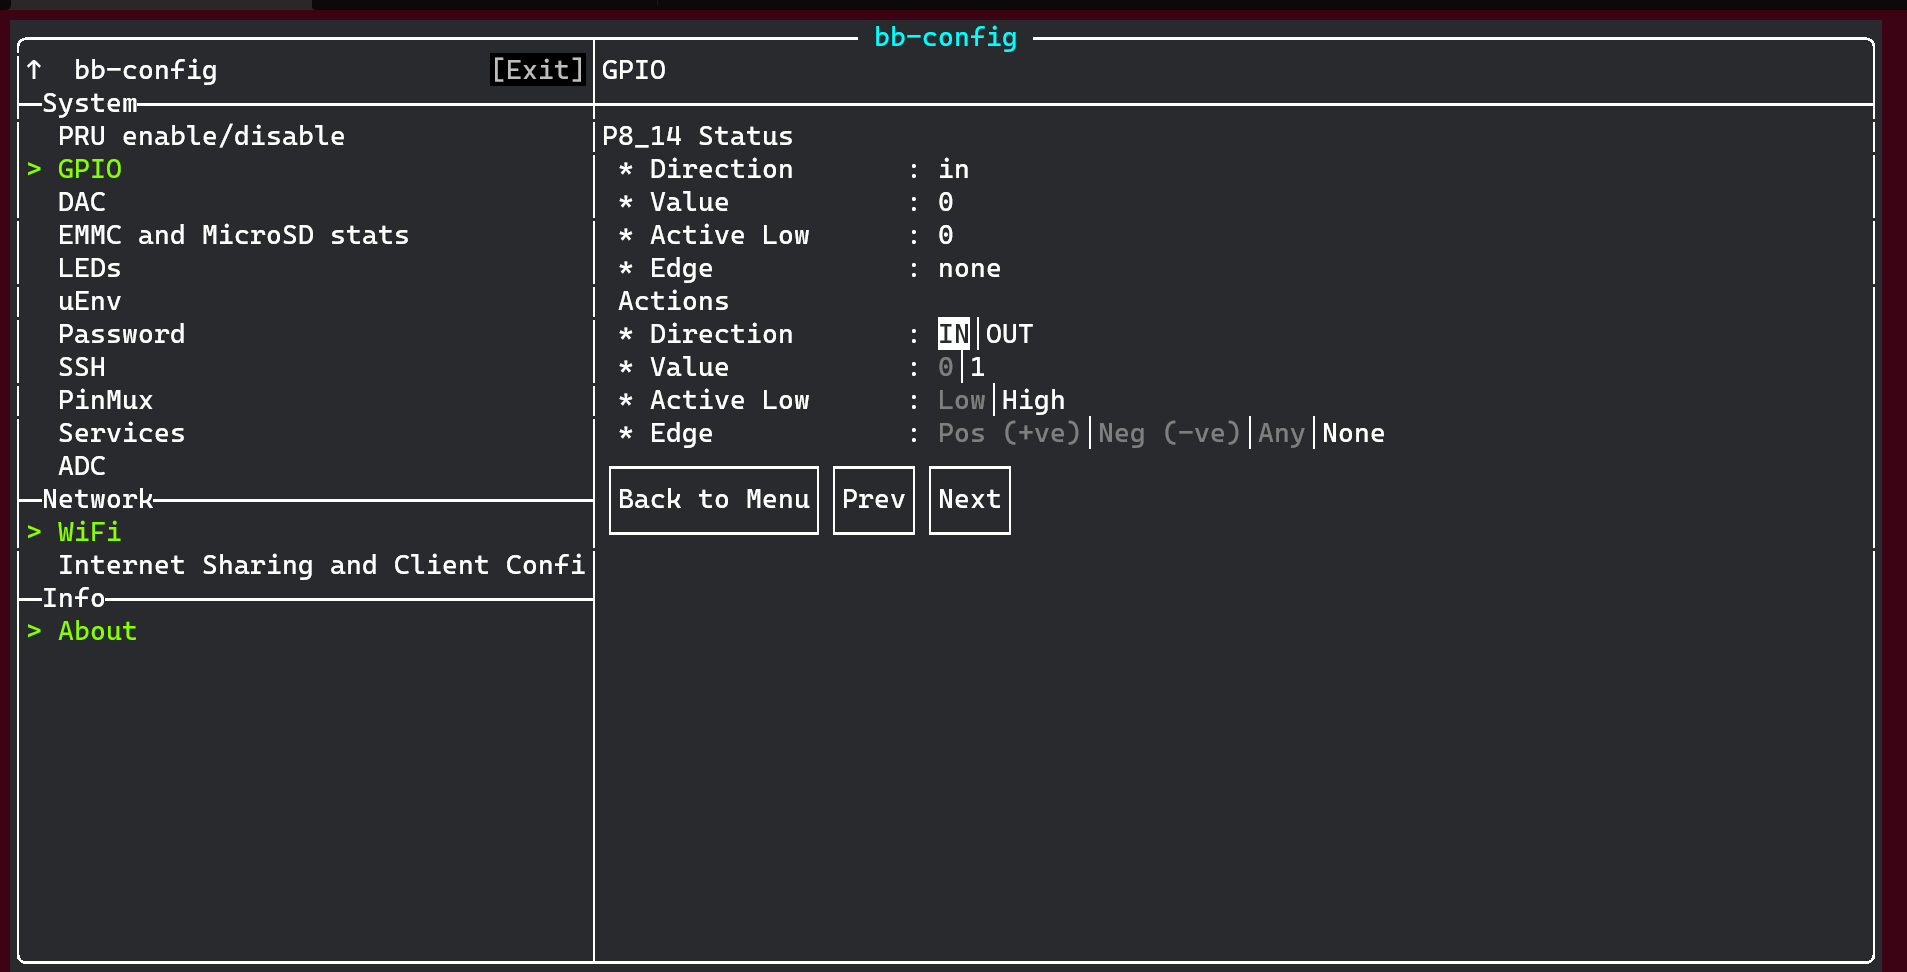 bb-config
↑ bb-config [Exit]
System
PRU enable/disable
> GPIO
DAC
EMMC and MicroSD stats
LEDs
uEnv
Password
SSH
PinMux
Services
ADC
Network
> WiFi
Internet Sharing and Client Confi
Info
> About
GPIO
P8_14 Status
* Direction : in
* Value : 0
* Active Low : 0
* Edge : none
Actions
* Direction : IN|OUT
* Value : 0|1
* Active Low : Low|High
* Edge : Pos (+ve)|Neg (-ve)|Any|None
Back to Menu Prev Next